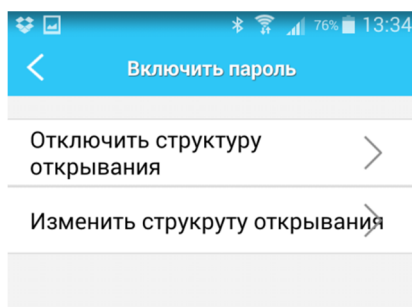 76% 13:34
Включить пароль
Отключить структуру
открывания
Изменить струкруту открывания